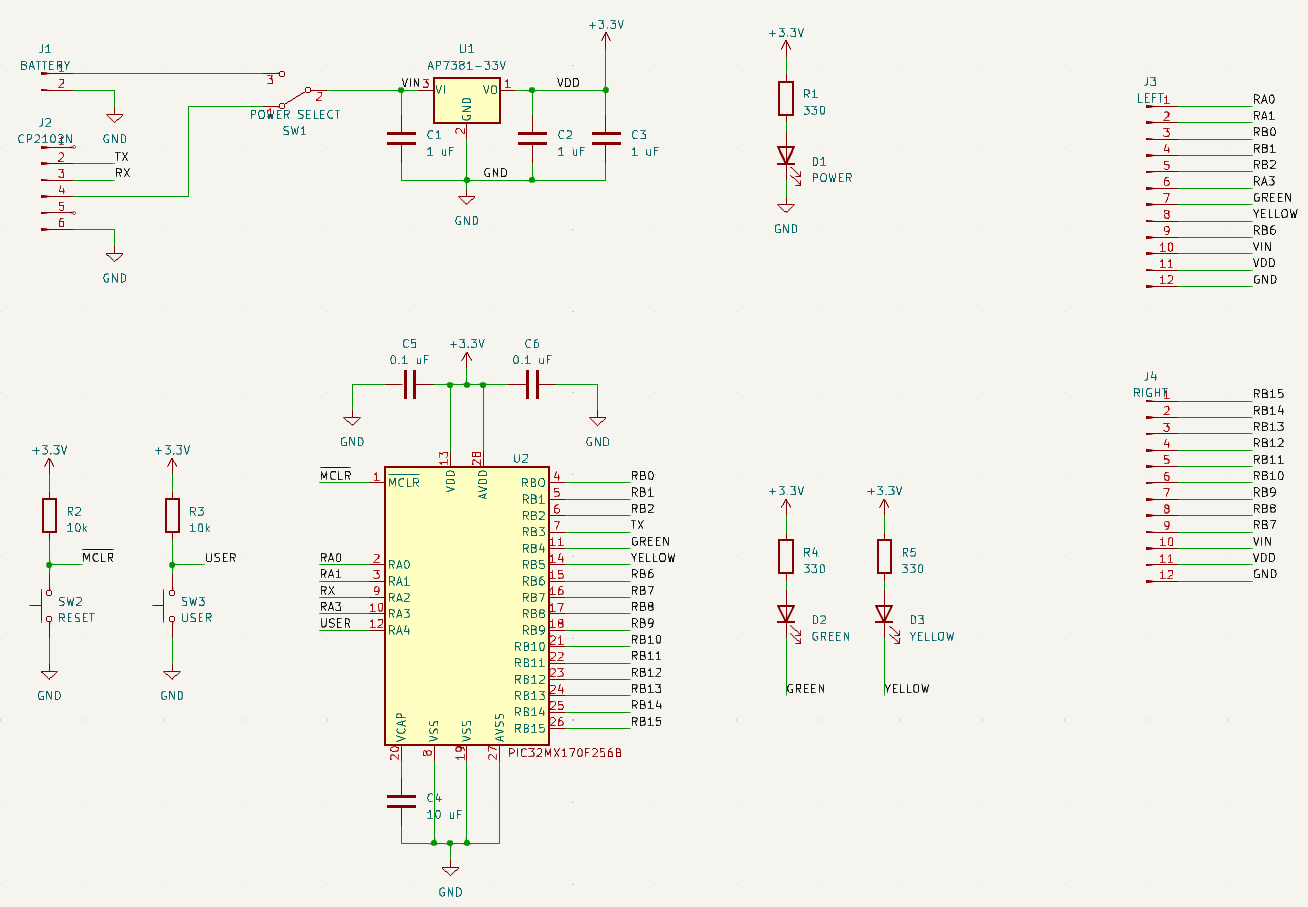 J1
BATTERY
1
2
GND
J2
CP2102N
1
2
TX
3
RX
4
5
6
GND
3
2
1
POWER SELECT
SW1
VIN
3
U1
AP7381-33V
VI
VO
GND
1
2
VDD
+3.3V
C1
1 uF
C2
1 uF
C3
1 uF
GND
GND
+3.3V
R1
330
D1
POWER
GND
J3
LEFT
1 RA0
2 RA1
3 RB0
4 RB1
5 RB2
6 RA3
7 GREEN
8 YELLOW
9 RB6
10 VIN
11 VDD
12 GND
C5
0.1 uF
+3.3V
C6
0.1 uF
GND
GND
+3.3V
R2
10k
MCLR
SW2
RESET
GND
+3.3V
R3
10k
USER
SW3
USER
GND
U2
13
28
VDD
AVDD
MCLR 1 MCLR
RA0 2 RA0
RA1 3 RA1
RX 9 RA2
RA3 10 RA3
USER 12 RA4
RB0 4 RB0
RB1 5 RB1
RB2 6 RB2
RB3 7 TX
RB4 11 GREEN
RB5 14 YELLOW
RB6 15 RB6
RB7 16 RB7
RB8 17 RB8
RB9 18 RB9
RB10 21 RB10
RB11 22 RB11
RB12 23 RB12
RB13 24 RB13
RB14 25 RB14
RB15 26 RB15
VCAP
VSS
VSS
AVSS
20
8
19
27
PIC32MX170F256B
C4
10 uF
GND
+3.3V
R4
330
D2
GREEN
GREEN
+3.3V
R5
330
D3
YELLOW
YELLOW
J4
RIGHT
1 RB15
2 RB14
3 RB13
4 RB12
5 RB11
6 RB10
7 RB9
8 RB8
9 RB7
10 VIN
11 VDD
12 GND